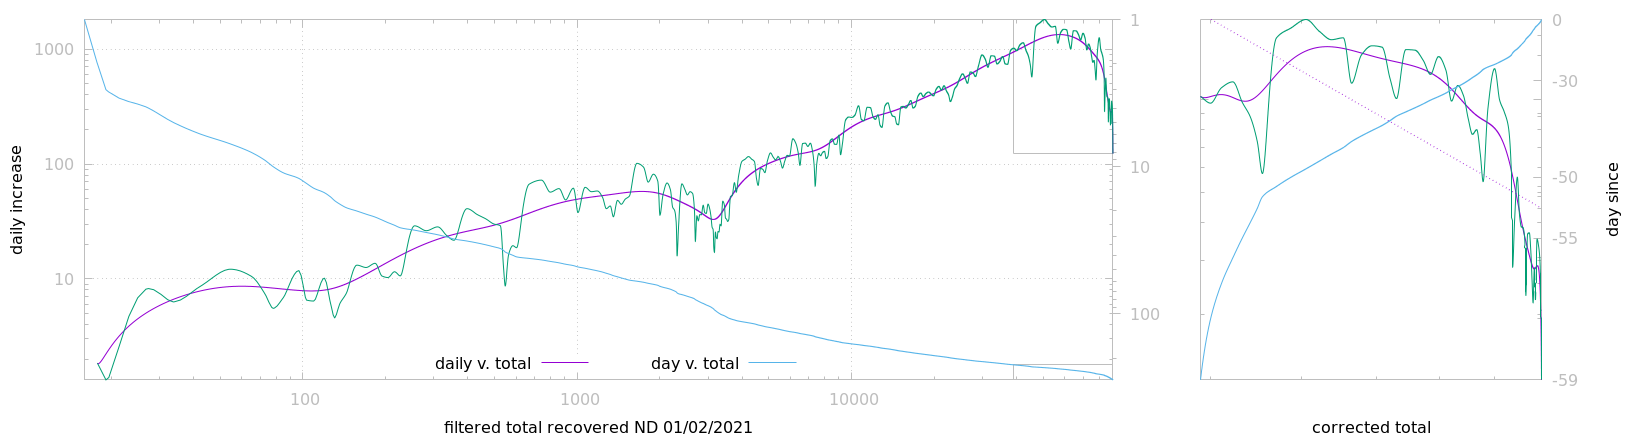 1000
100
10
daily increase
100
1000
10000
1
10
100
daily v. total
day v. total
filtered total recovered ND 01/02/2021
0
-30
-50
-55
-59
day since
corrected total